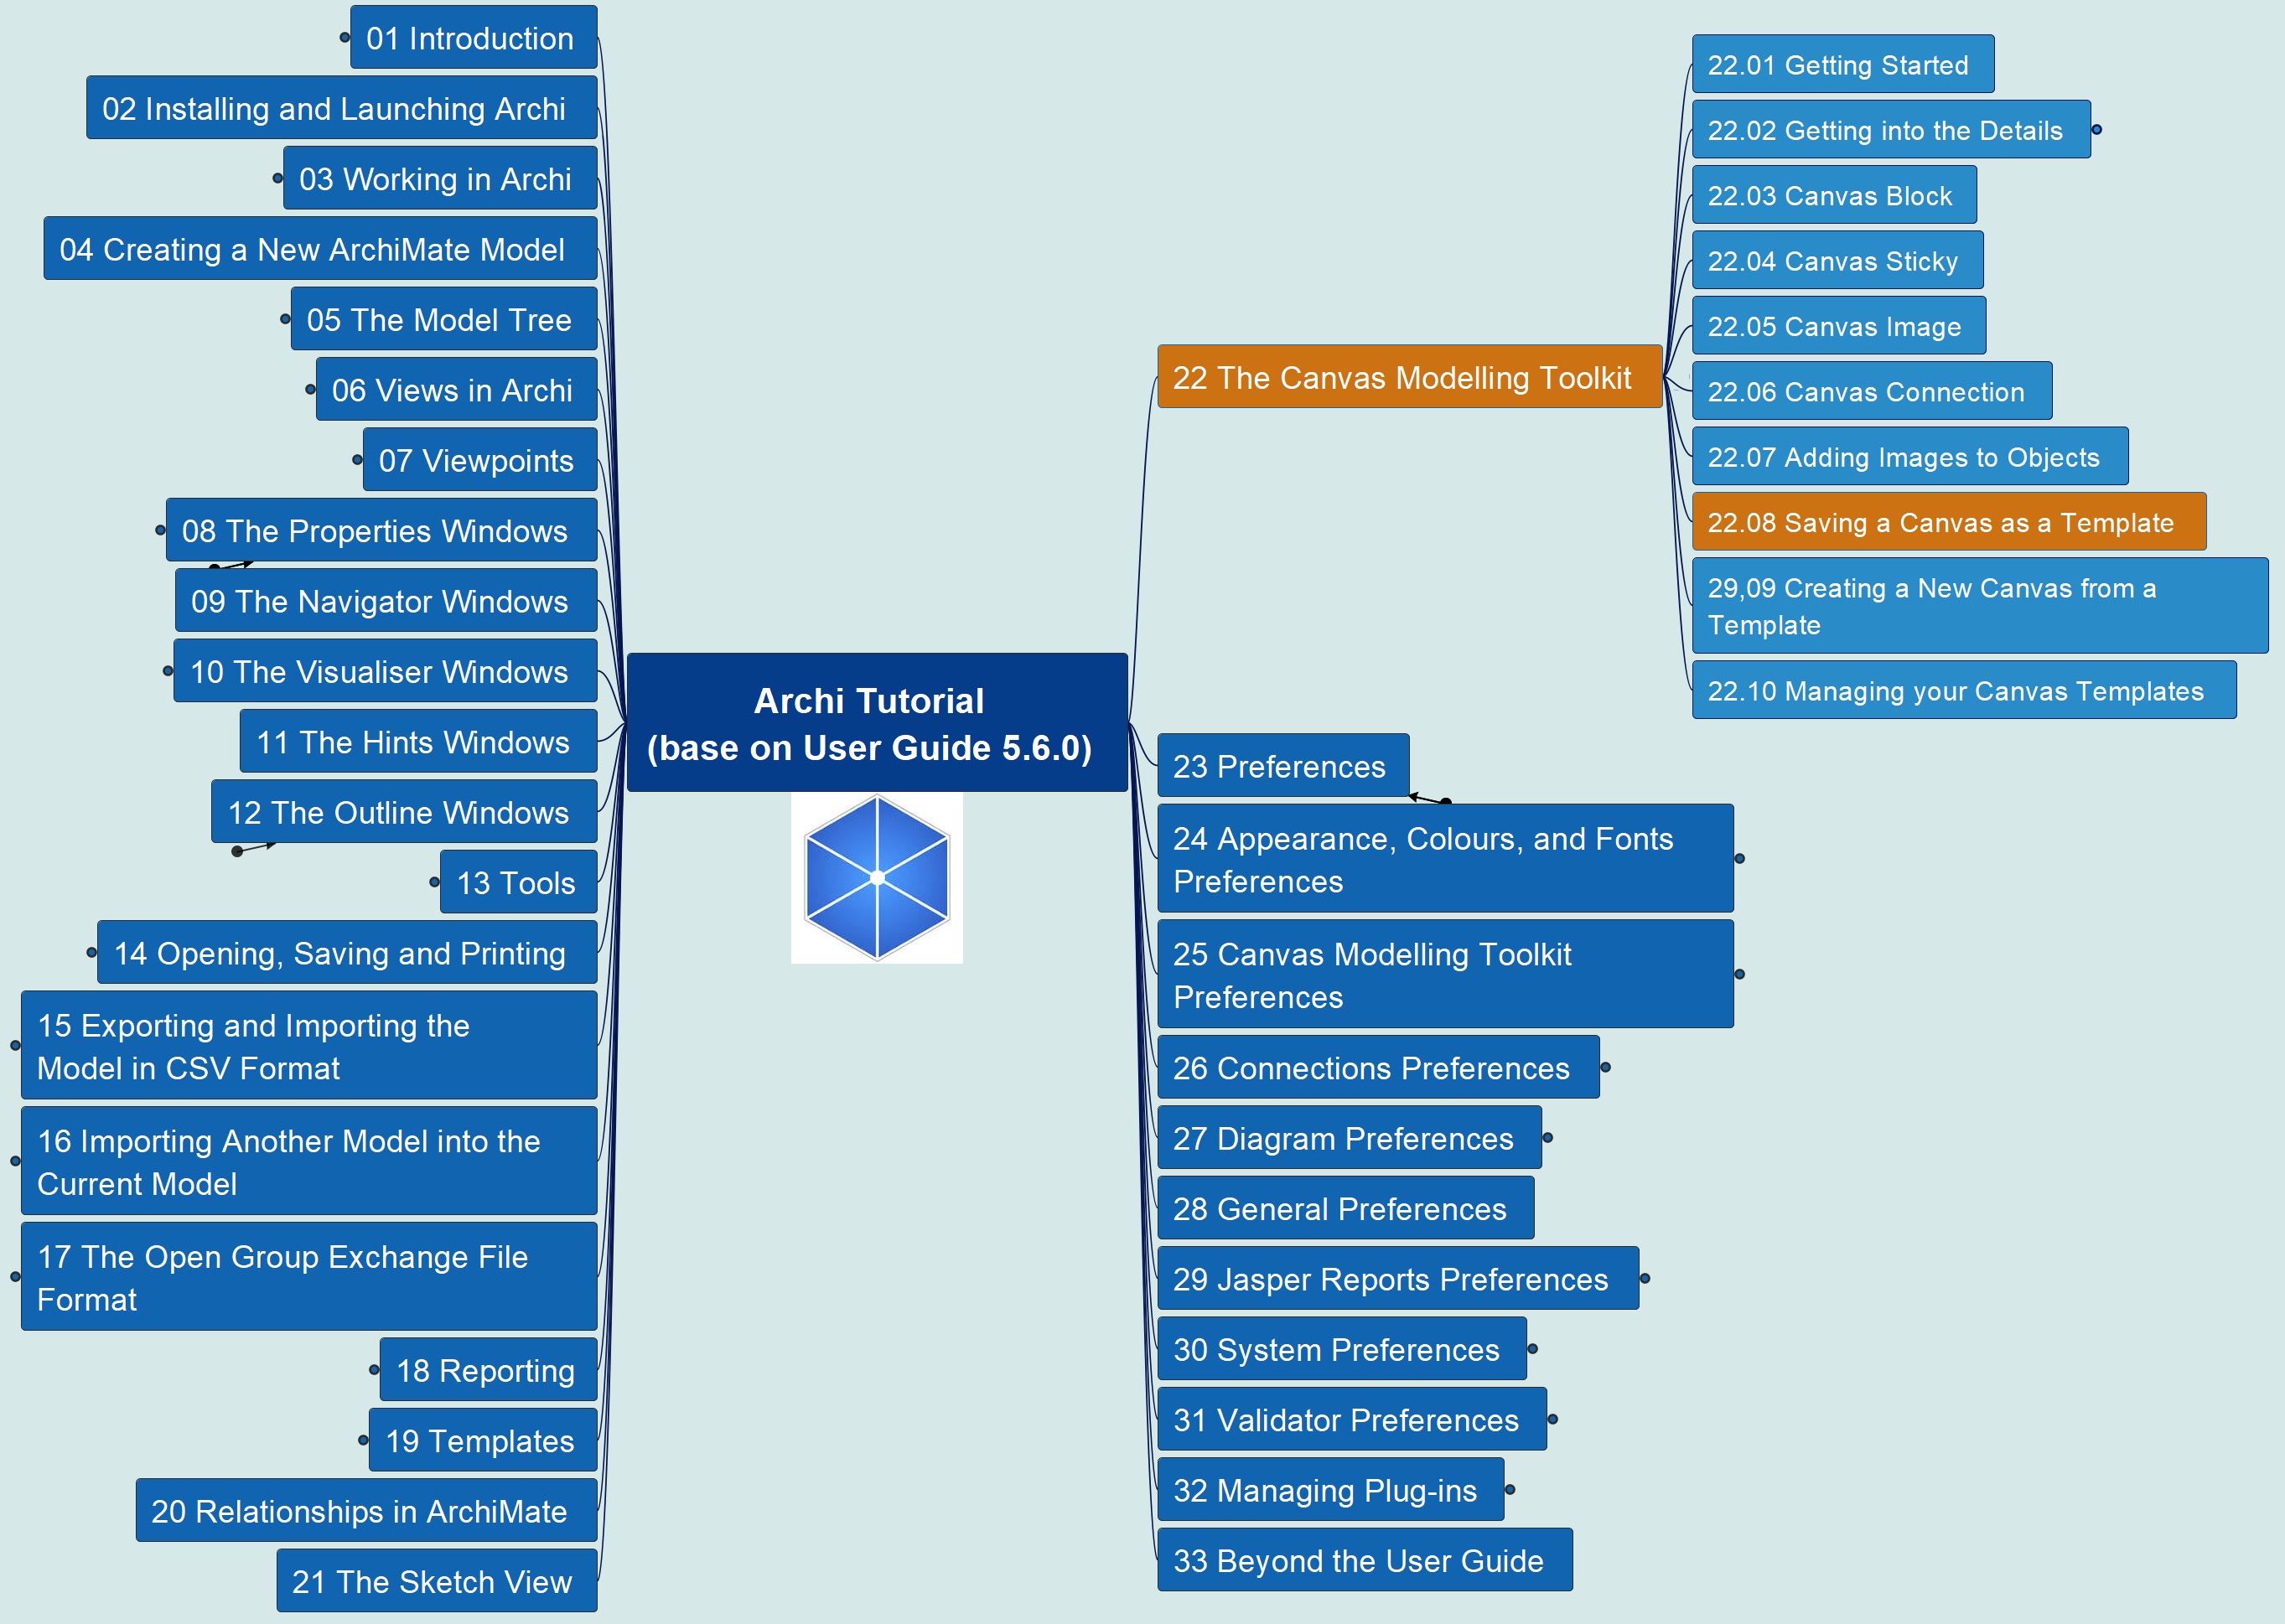 01 Introduction
02 Installing and Launching Archi
03 Working in Archi
04 Creating a New ArchiMate Model
05 The Model Tree
06 Views in Archi
07 Viewpoints
08 The Properties Windows
09 The Navigator Windows
10 The Visualiser Windows
11 The Hints Windows
12 The Outline Windows
13 Tools
14 Opening, Saving and Printing
15 Exporting and Importing the
Model in CSV Format
16 Importing Another Model into the
Current Model
17 The Open Group Exchange File
Format
18 Reporting
19 Templates
20 Relationships in ArchiMate
21 The Sketch View
Archi Tutorial
(base on User Guide 5.6.0)
22 The Canvas Modelling Toolkit
22.01 Getting Started
22.02 Getting into the Details
22.03 Canvas Block
22.04 Canvas Sticky
22.05 Canvas Image
22.06 Canvas Connection
22.07 Adding Images to Objects
22.08 Saving a Canvas as a Template
29,09 Creating a New Canvas from a
Template
22.10 Managing your Canvas Templates
23 Preferences
24 Appearance, Colours, and Fonts
Preferences
25 Canvas Modelling Toolkit
Preferences
26 Connections Preferences
27 Diagram Preferences
28 General Preferences
29 Jasper Reports Preferences
30 System Preferences
31 Validator Preferences
32 Managing Plug-ins
33 Beyond the User Guide